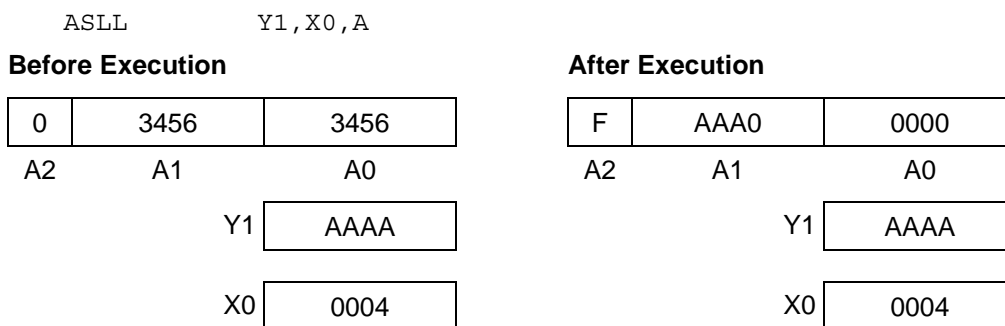 ASLL Y1,X0,A
Before Execution After Execution
0 3456 3456 F AAA0 0000
A2 A1 A0 A2 A1 A0
Y1 AAAA Y1 AAAA
X0 0004 X0 0004